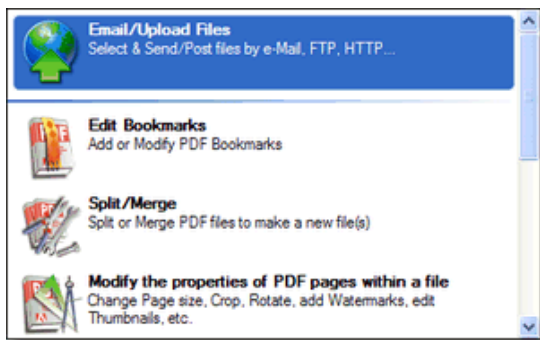 Email/Upload Files
Select & Send/Post files by e-Mail, FTP, HTTP...
Edit Bookmarks
Add or Modify PDF Bookmarks
Split/Merge
Split or Merge PDF files to make a new file(s)
Modify the properties of PDF pages within a file
Change Page size, Crop, Rotate, add Watermarks, edit
Thumbnails, etc.